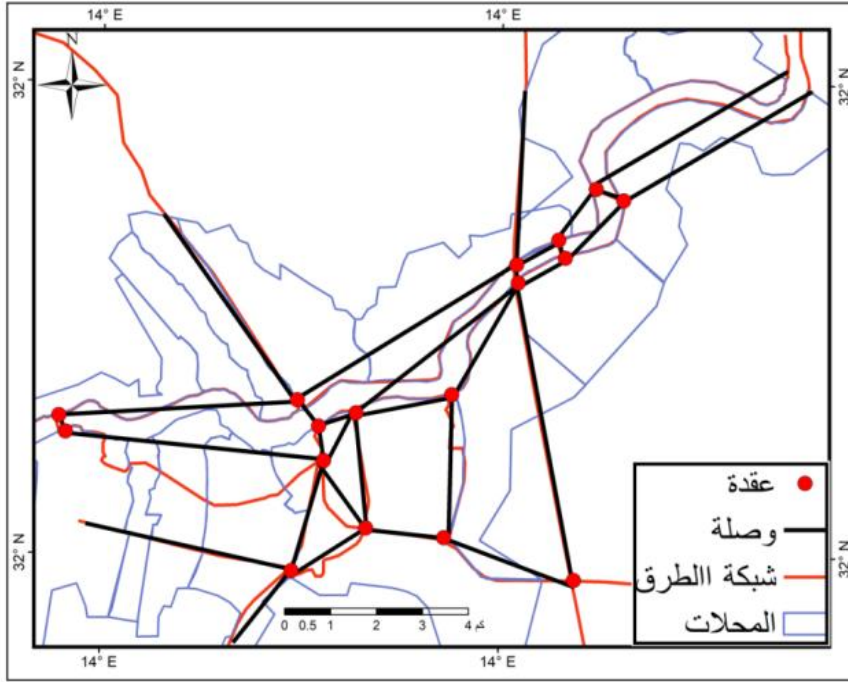 14° E 14° E
N
32° N 32° N
عقدة
وصلة
شبكة االطرق
المحلات
32° N 32° N
0 0.5 1 2 3 4 كم
14° E 14° E